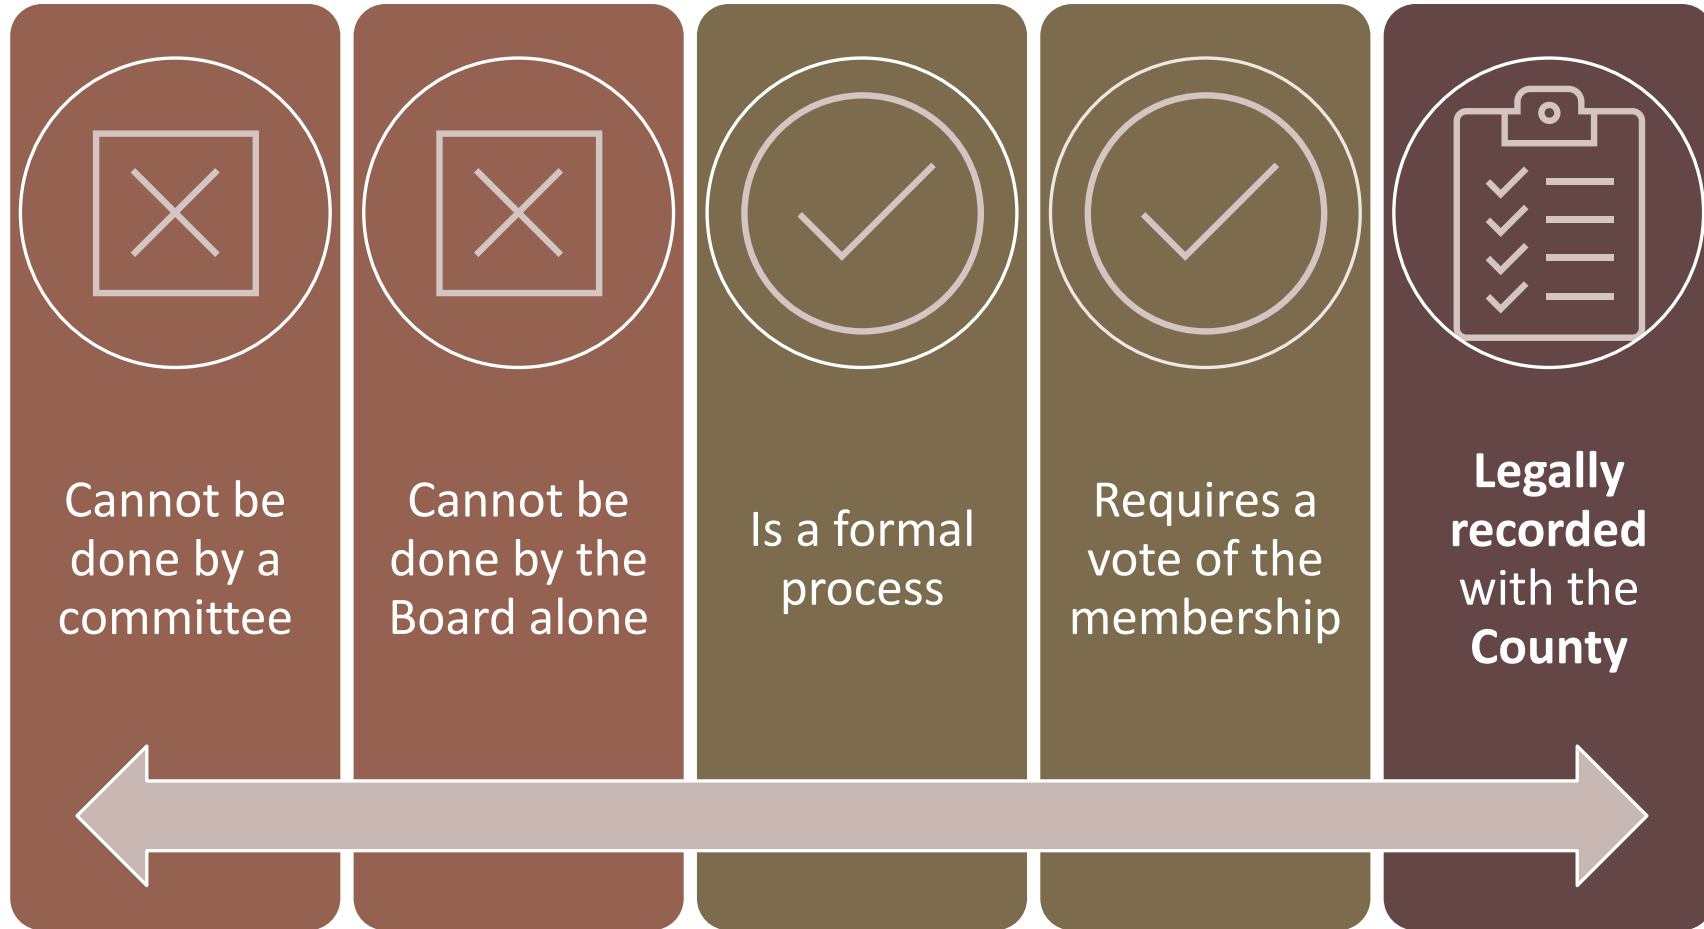 Cannot be
done by a
committee
Cannot be
done by the
Board alone
Is a formal
process
Requires a
vote of the
membership
Legally
recorded
with the
County